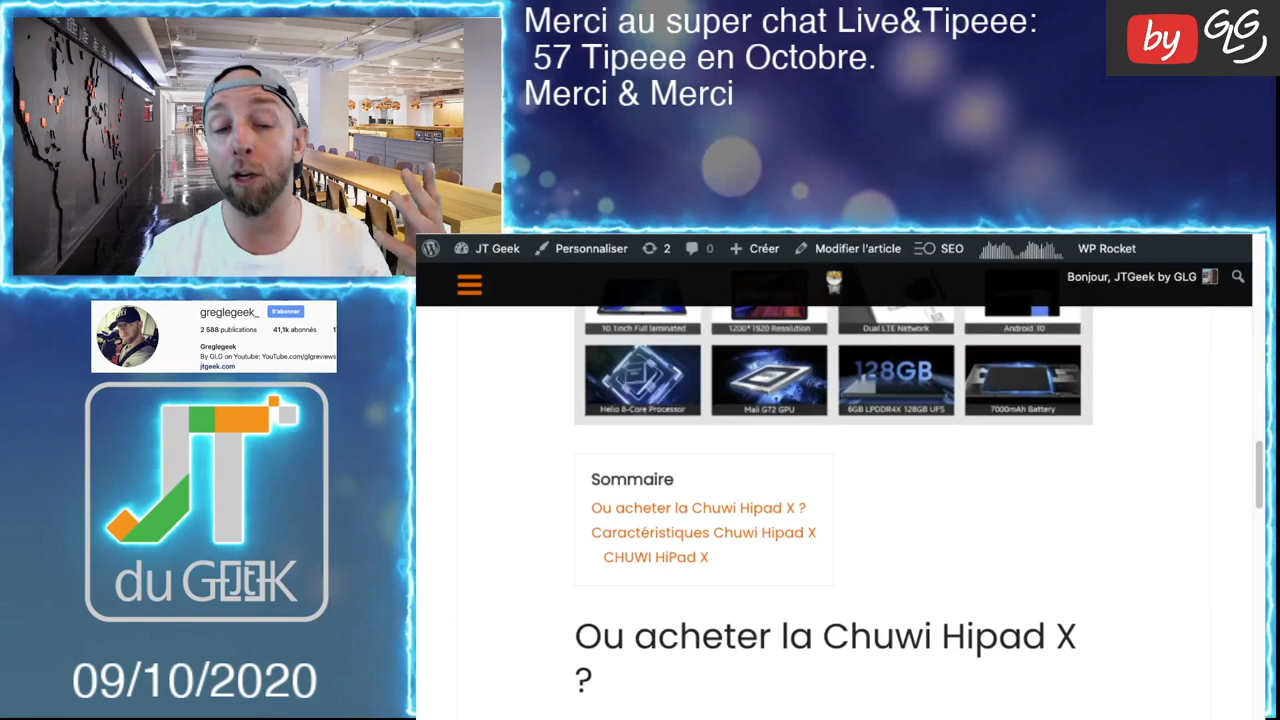 Merci au super chat Live&Tipeee:
57 Tipeee en Octobre.
Merci & Merci
by GLG
JT Geek Personnaliser 2 0 Créer Modifier l'article SEO WP Rocket
Bonjour, JTGeek by GLG
10.1inch Full laminated 1200*1920 Resolution Dual LTE Network Android 10
128GB
Helio 8-Core Processor Mali G72 GPU 6GB LPDDR4X 128GB UFS 7000mAh Battery
greglegeek_ S'abonner
2 588 publications 41,1k abonnés 1
Greglegeek
By GLG on Youtube: YouTube.com/glgreviews
jtgeek.com
Sommaire
Ou acheter la Chuwi Hipad X ?
Caractéristiques Chuwi Hipad X
CHUWI HiPad X
Ou acheter la Chuwi Hipad X
?
JT
du GEEK
09/10/2020